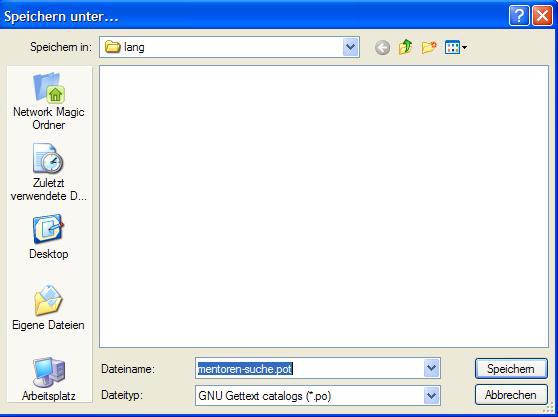 Speichern unter...
Speichern in:
lang
Network Magic
Ordner
Zuletzt
verwendete D...
Desktop
Eigene Dateien
Arbeitsplatz
Dateiname:
mentoren-suche.pot
Speichern
Dateityp:
GNU Gettext catalogs (*.po)
Abbrechen